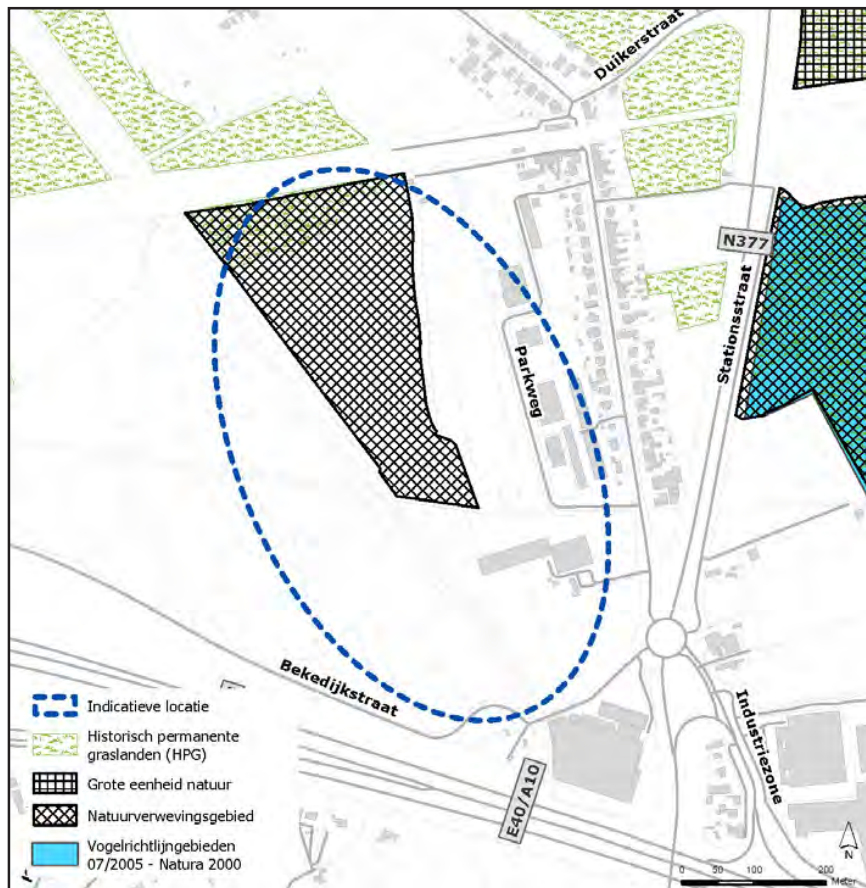 Duikerstraat
N377
Stationsstraat
Parkweg
Bekedijkstraat
Industriezone
E40/A10
Indicatieve locatie
Historisch permanente
graslanden (HPG)
Grote eenheid natuur
Natuurverwevingsgebied
Vogelrichtlijngebieden
07/2005 - Natura 2000
N
0 50 100 200
Meter